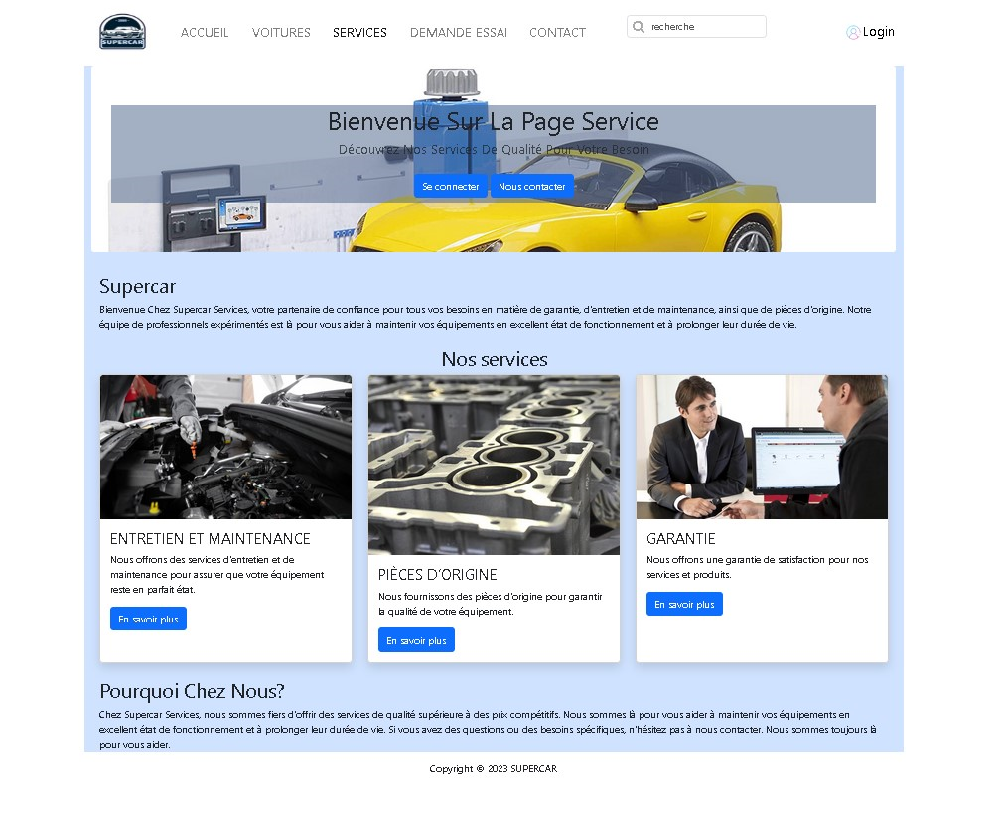 SUPERCAR
ACCUEIL VOITURES SERVICES DEMANDE ESSAI CONTACT recherche Login
Bienvenue Sur La Page Service
Découvrez Nos Services De Qualité Pour Votre Besoin
Se connecter Nous contacter
Supercar
Bienvenue Chez Supercar Services, votre partenaire de confiance pour tous vos besoins en matière de garantie, d'entretien et de maintenance, ainsi que de pièces d'origine. Notre
équipe de professionnels expérimentés est là pour vous aider à maintenir vos équipements en excellent état de fonctionnement et à prolonger leur durée de vie.
Nos services
ENTRETIEN ET MAINTENANCE
Nous offrons des services d'entretien et de
maintenance pour assurer que votre équipement
reste en parfait état.
En savoir plus
PIÈCES D'ORIGINE
Nous fournissons des pièces d'origine pour garantir
la qualité de votre équipement.
En savoir plus
GARANTIE
Nous offrons une garantie de satisfaction pour nos
services et produits.
En savoir plus
Pourquoi Chez Nous?
Chez Supercar Services, nous sommes fiers d'offrir des services de qualité supérieure à des prix compétitifs. Nous sommes là pour vous aider à maintenir vos équipements en
excellent état de fonctionnement et à prolonger leur durée de vie. Si vous avez des questions ou des besoins spécifiques, n'hésitez pas à nous contacter. Nous sommes toujours là
pour vous aider.
Copyright © 2023 SUPERCAR